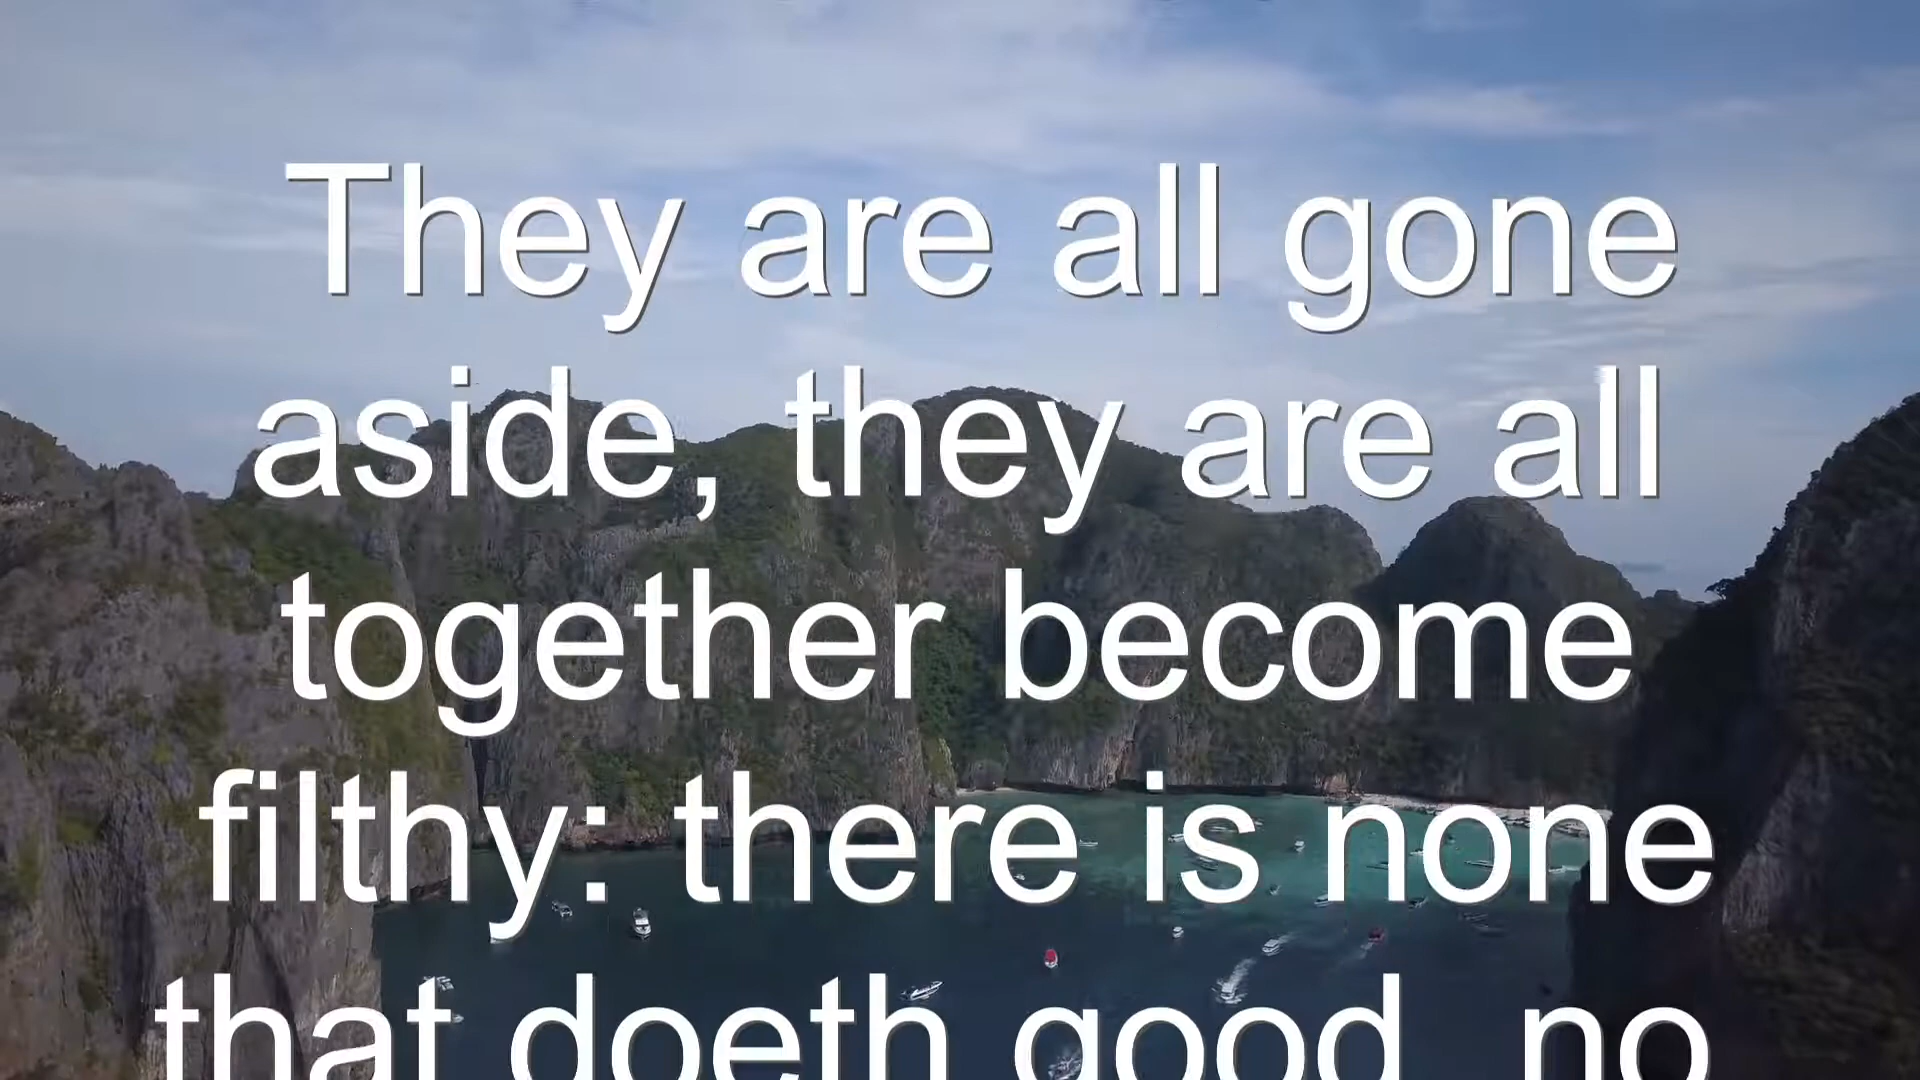 They are all gone
aside, they are all
together become
filthy: there is none
that doeth good, no